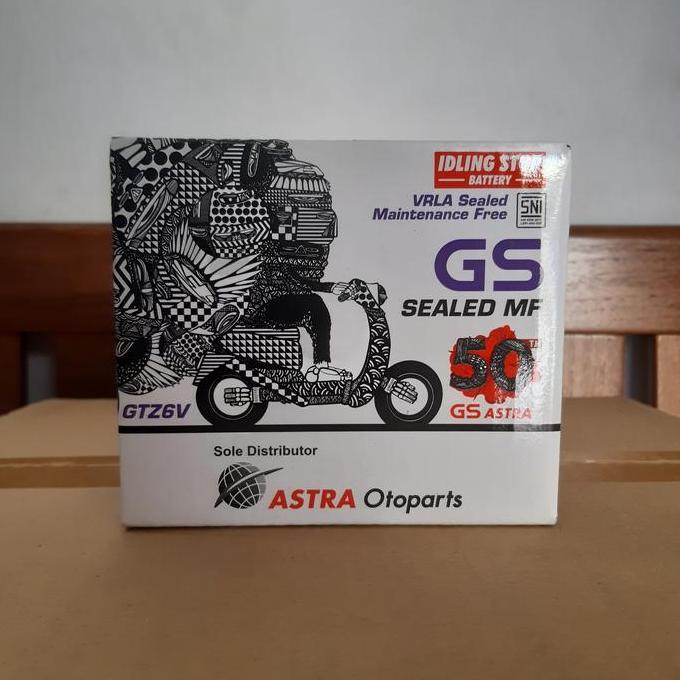 IDLING STOP
BATTERY
VRLA Sealed
Maintenance Free
SNI
GS
SEALED MF
50
GS ASTRA
GTZ6V
Sole Distributor
ASTRA Otoparts